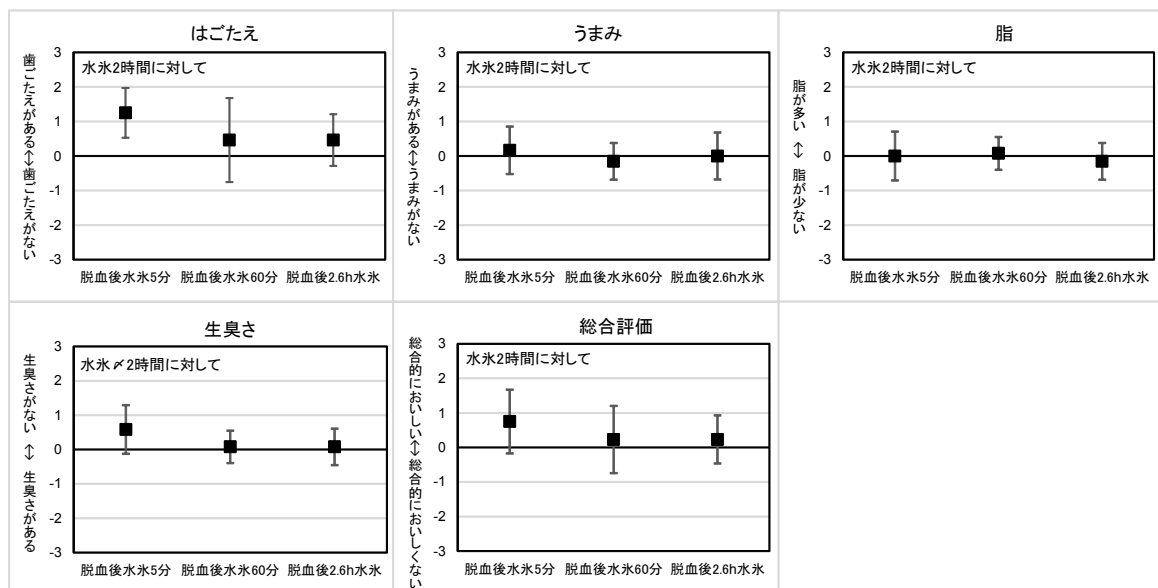 はごたえ
歯ごたえがある↔歯ごたえがない
水氷2時間に対して
3
2
1
0
-1
-2
-3
脱血後水氷5分 脱血後水氷60分 脱血後2.6h水氷
うまみ
うまみがある↔うまみがない
水氷2時間に対して
3
2
1
0
-1
-2
-3
脱血後水氷5分 脱血後水氷60分 脱血後2.6h水氷
脂
脂が多い ↔ 脂が少ない
水氷2時間に対して
3
2
1
0
-1
-2
-3
脱血後水氷5分 脱血後水氷60分 脱血後2.6h水氷
生臭さ
生臭さがない ↔ 生臭さがある
水氷〆2時間に対して
3
2
1
0
-1
-2
-3
脱血後水氷5分 脱血後水氷60分 脱血後2.6h水氷
総合評価
総合的においしい↔総合的においしくない
水氷2時間に対して
3
2
1
0
-1
-2
-3
脱血後水氷5分 脱血後水氷60分 脱血後2.6h水氷